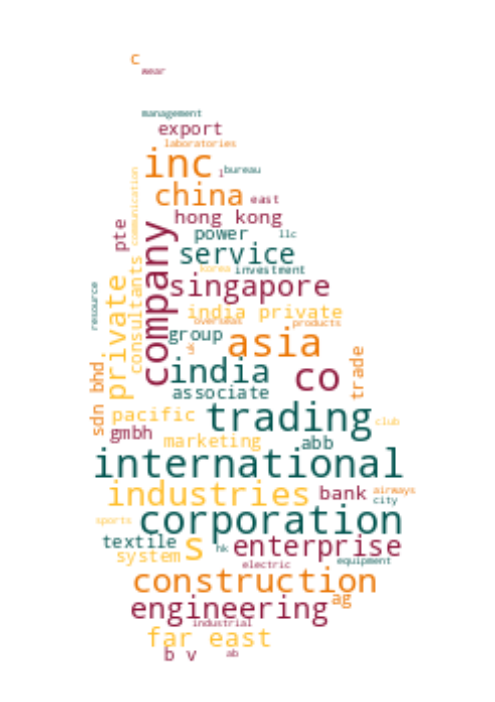 c
wear
management
export
laboratories
inc
l
bureau
communication
china
east
hong kong
pte
power
llc
service
company
korea
investment
singapore
resource
private
consultants
india private
overseas
products
group
uk
asia
india
co
trade
sdn bhd
associate
pacific
trading
club
gmbh
marketing
abb
international
industries
bank
airways
city
sports
corporation
textile
s
hk
enterprise
system
electric
equipment
construction
ag
engineering
industrial
far east
b v
ab